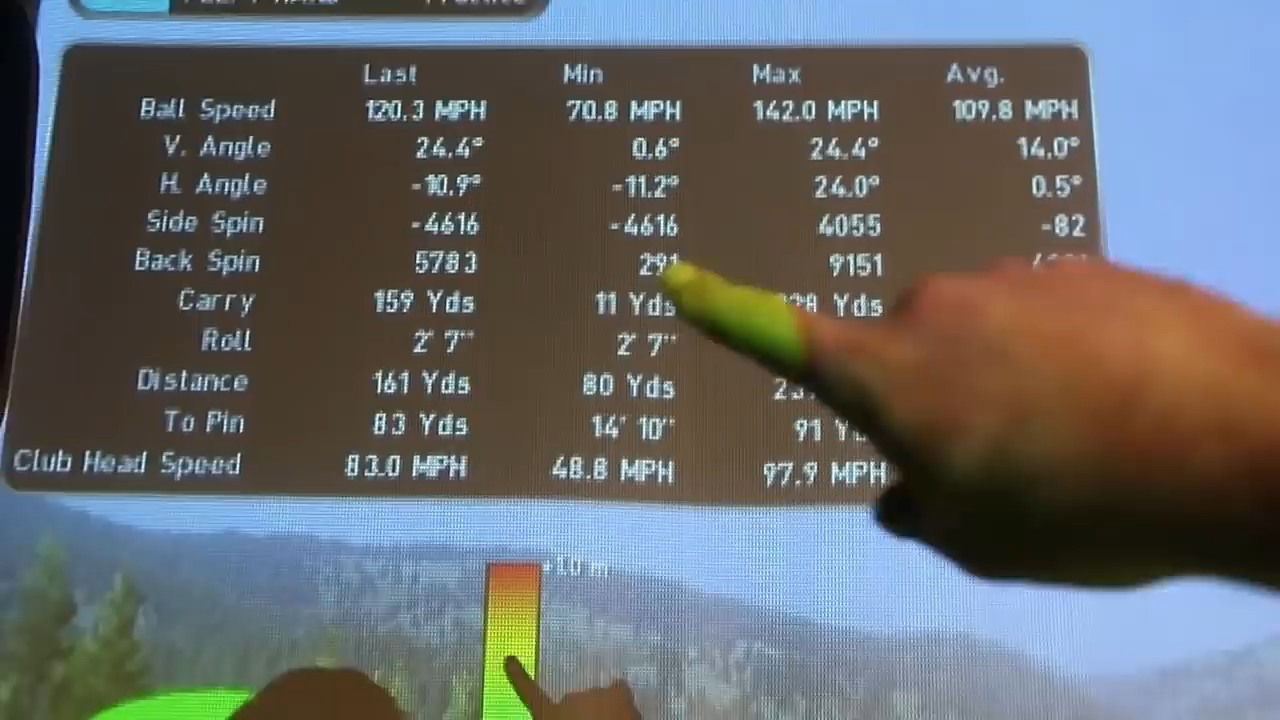 Last Min Max Avg.
Ball Speed 120.3 MPH 70.8 MPH 142.0 MPH 109.8 MPH
V. Angle 24.4° 0.6° 24.4° 14.0°
H. Angle -10.9° -11.2° 24.0° 0.5°
Side Spin -4616 -4616 4055 -82
Back Spin 5783 291 9151
Carry 159 Yds 11 Yds Yds
Roll 2' 7'' 2' 7''
Distance 161 Yds 80 Yds
To Pin 83 Yds 14' 10'' 91
Club Head Speed 83.0 MPH 48.8 MPH 97.9 MPH